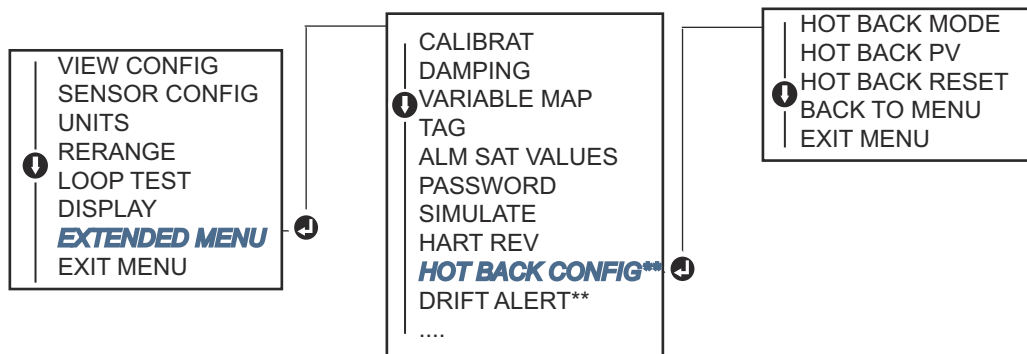 VIEW CONFIG
SENSOR CONFIG
UNITS
RERANGE
LOOP TEST
DISPLAY
EXTENDED MENU
EXIT MENU
CALIBRAT
DAMPING
VARIABLE MAP
TAG
ALM SAT VALUES
PASSWORD
SIMULATE
HART REV
HOT BACK CONFIG**
DRIFT ALERT**
....
HOT BACK MODE
HOT BACK PV
HOT BACK RESET
BACK TO MENU
EXIT MENU